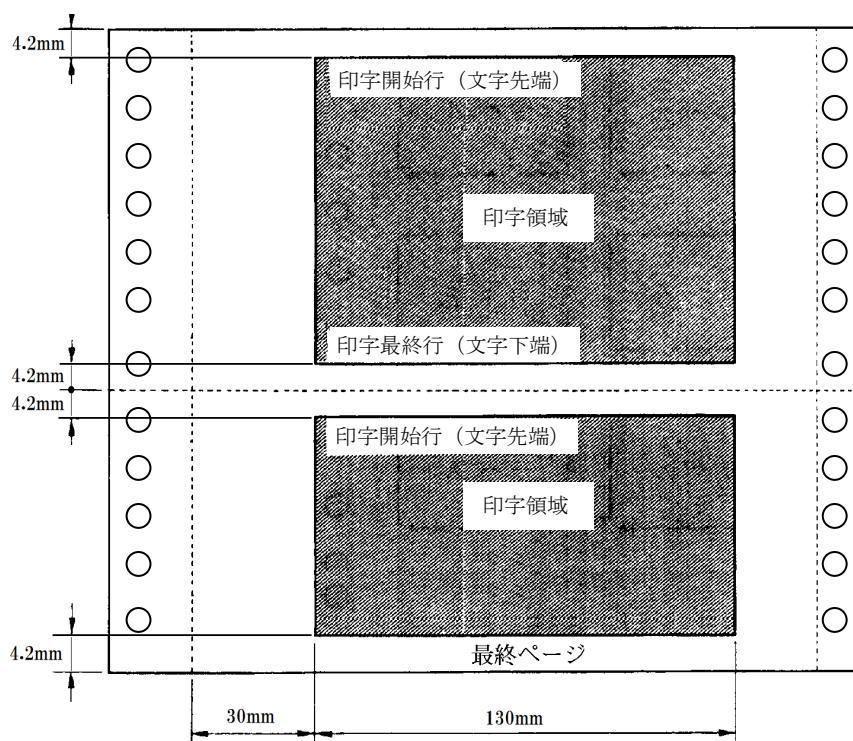 4.2mm
印字開始行（文字先端）
印字領域
印字最終行（文字下端）
4.2mm
4.2mm
印字開始行（文字先端）
印字領域
4.2mm
最終ページ
30mm
130mm